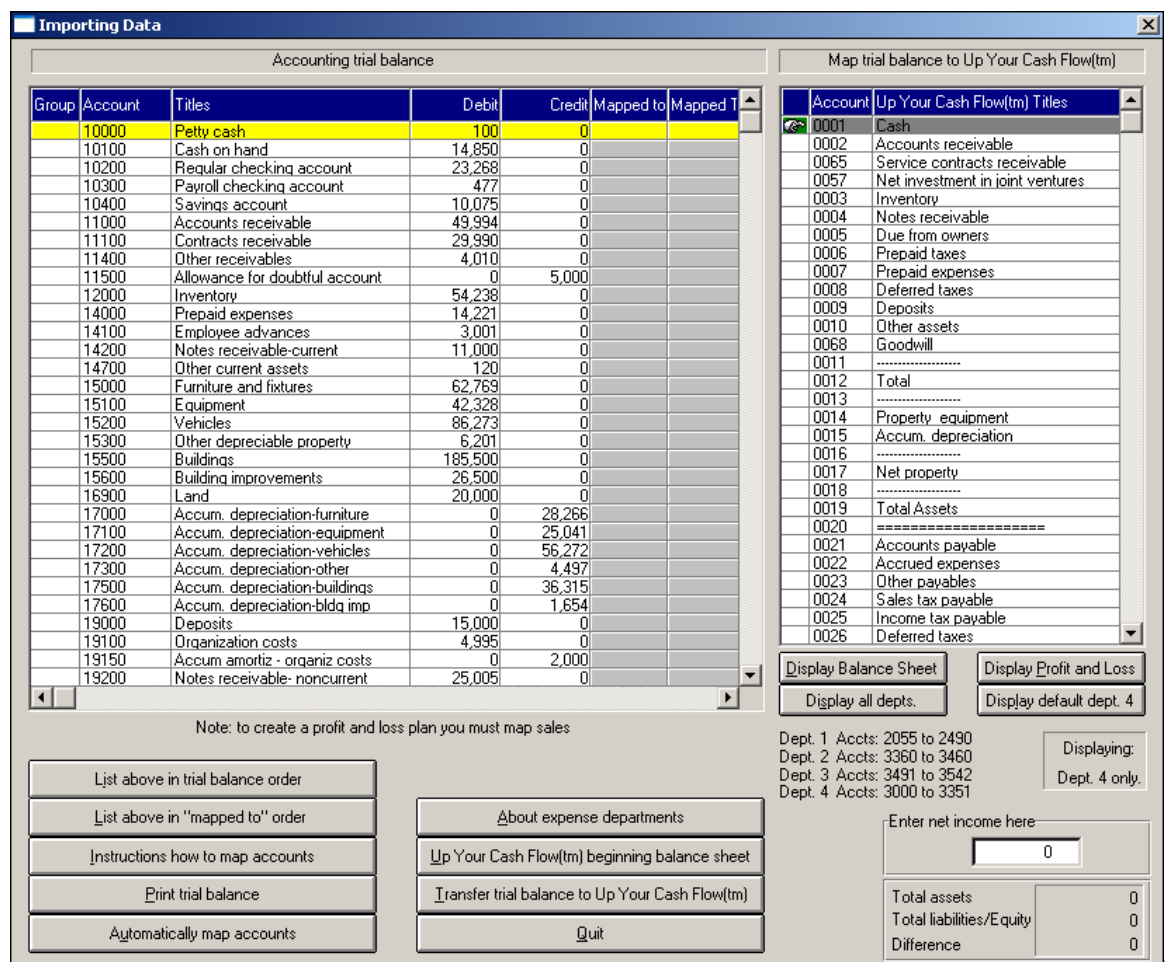 Importing Data
Accounting trial balance
Group Account Titles Debit Credit Mapped to Mapped T
10000 Petty cash 100 0
10100 Cash on hand 14,850 0
10200 Regular checking account 23,268 0
10300 Payroll checking account 477 0
10400 Savings account 10,075 0
11000 Accounts receivable 49,994 0
11100 Contracts receivable 29,990 0
11400 Other receivables 4,010 0
11500 Allowance for doubtful account 0 5,000
12000 Inventory 54,238 0
14000 Prepaid expenses 14,221 0
14100 Employee advances 3,001 0
14200 Notes receivable-current 11,000 0
14700 Other current assets 120 0
15000 Furniture and fixtures 62,769 0
15100 Equipment 42,328 0
15200 Vehicles 86,273 0
15300 Other depreciable property 6,201 0
15500 Buildings 185,500 0
15600 Building improvements 26,500 0
16900 Land 20,000 0
17000 Accum. depreciation-furniture 0 28,266
17100 Accum. depreciation-equipment 0 25,041
17200 Accum. depreciation-vehicles 0 56,272
17300 Accum. depreciation-other 0 4,497
17500 Accum. depreciation-buildings 0 36,315
17600 Accum. depreciation-bldg imp 0 1,654
19000 Deposits 15,000 0
19100 Organization costs 4,995 0
19150 Accum amortiz - organiz costs 0 2,000
19200 Notes receivable- noncurrent 25,005 0
Note: to create a profit and loss plan you must map sales
List above in trial balance order
List above in "mapped to" order
Instructions how to map accounts
Print trial balance
Automatically map accounts
About expense departments
Up Your Cash Flow(tm) beginning balance sheet
Transfer trial balance to Up Your Cash Flow(tm)
Quit
Map trial balance to Up Your Cash Flow(tm)
Account Up Your Cash Flow(tm) Titles
0001 Cash
0002 Accounts receivable
0065 Service contracts receivable
0057 Net investment in joint ventures
0003 Inventory
0004 Notes receivable
0005 Due from owners
0006 Prepaid taxes
0007 Prepaid expenses
0008 Deferred taxes
0009 Deposits
0010 Other assets
0068 Goodwill
0011 -------------------
0012 Total
0013 -------------------
0014 Property equipment
0015 Accum. depreciation
0016 -------------------
0017 Net property
0018 -------------------
0019 Total Assets
0020 ====================
0021 Accounts payable
0022 Accrued expenses
0023 Other payables
0024 Sales tax payable
0025 Income tax payable
0026 Deferred taxes
Display Balance Sheet
Display Profit and Loss
Display all depts.
Display default dept. 4
Dept. 1 Accts: 2055 to 2490
Dept. 2 Accts: 3360 to 3460
Dept. 3 Accts: 3491 to 3542
Dept. 4 Accts: 3000 to 3351
Displaying:
Dept. 4 only.
Enter net income here
0
Total assets 0
Total liabilities/Equity 0
Difference 0